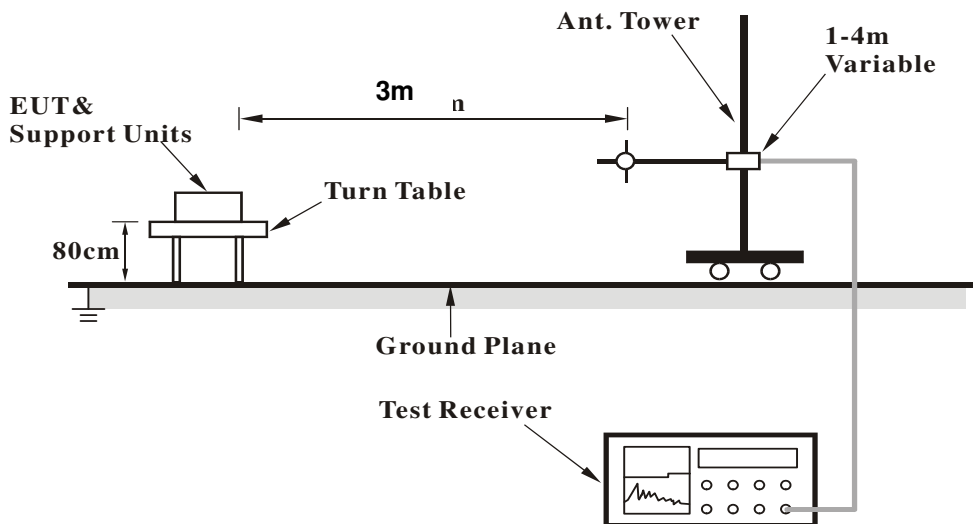 Ant. Tower
1-4m
Variable
3m
EUT&
Support Units
Turn Table
80cm
Ground Plane
Test Receiver